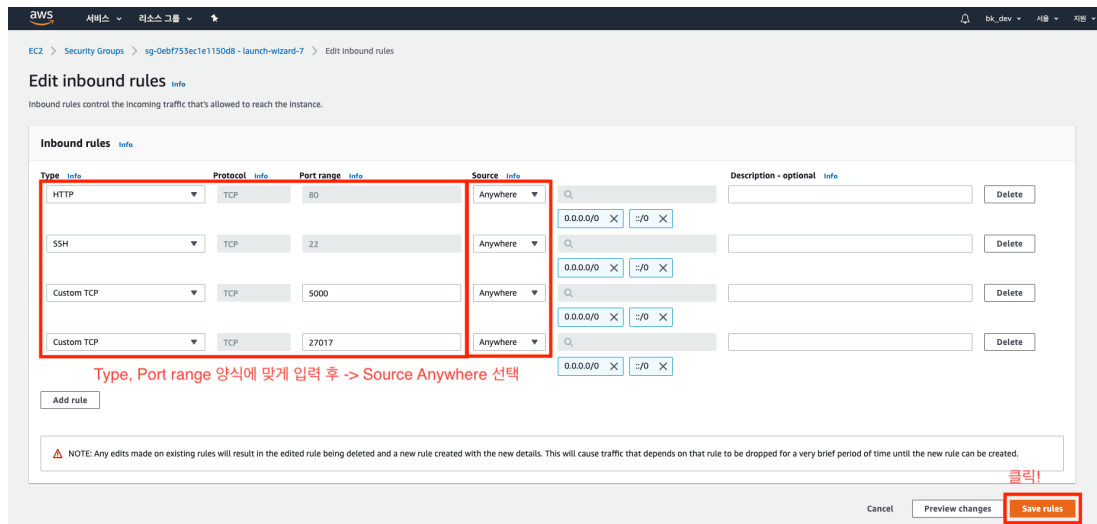 aws 서비스 리소스 그룹 bk_dev 서울 지원
EC2 > Security Groups > sg-0ebf753ec1e1150d8 - launch-wizard-7 > Edit inbound rules
Edit inbound rules Info
Inbound rules control the incoming traffic that's allowed to reach the instance.
Inbound rules Info
Type Info Protocol Info Port range Info Source Info Description - optional Info
HTTP TCP 80 Anywhere Delete
0.0.0.0/0 ::/0
SSH TCP 22 Anywhere Delete
0.0.0.0/0 ::/0
Custom TCP TCP 5000 Anywhere Delete
0.0.0.0/0 ::/0
Custom TCP TCP 27017 Anywhere Delete
0.0.0.0/0 ::/0
Type, Port range 양식에 맞게 입력 후 -> Source Anywhere 선택
Add rule
NOTE: Any edits made on existing rules will result in the edited rule being deleted and a new rule created with the new details. This will cause traffic that depends on that rule to be dropped for a very brief period of time until the new rule can be created.
클릭!
Cancel Preview changes Save rules